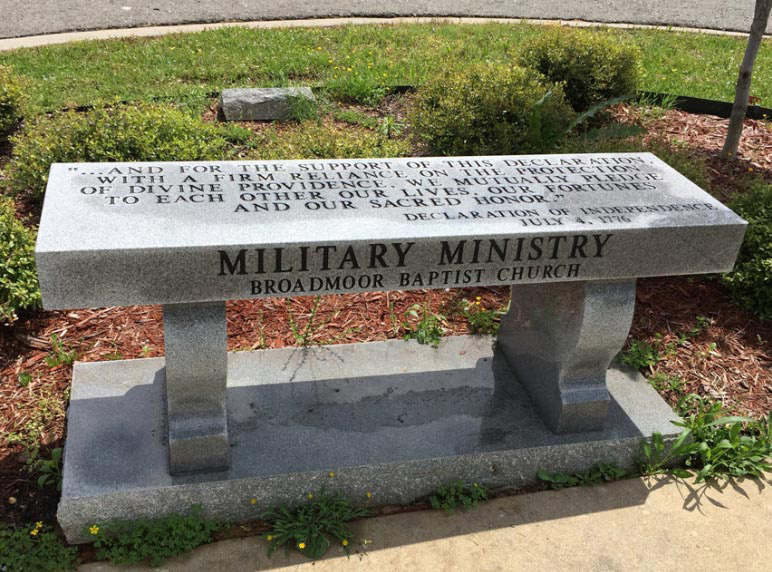 "...AND FOR THE SUPPORT OF THIS DECLARATION,
WITH A FIRM RELIANCE ON THE PROTECTION
OF DIVINE PROVIDENCE. WE MUTUALLY PLEDGE
TO EACH OTHER OUR LIVES, OUR FORTUNES
AND OUR SACRED HONOR."
DECLARATION OF INDEPENDENCE
JULY 4, 1776
MILITARY MINISTRY
BROADMOOR BAPTIST CHURCH